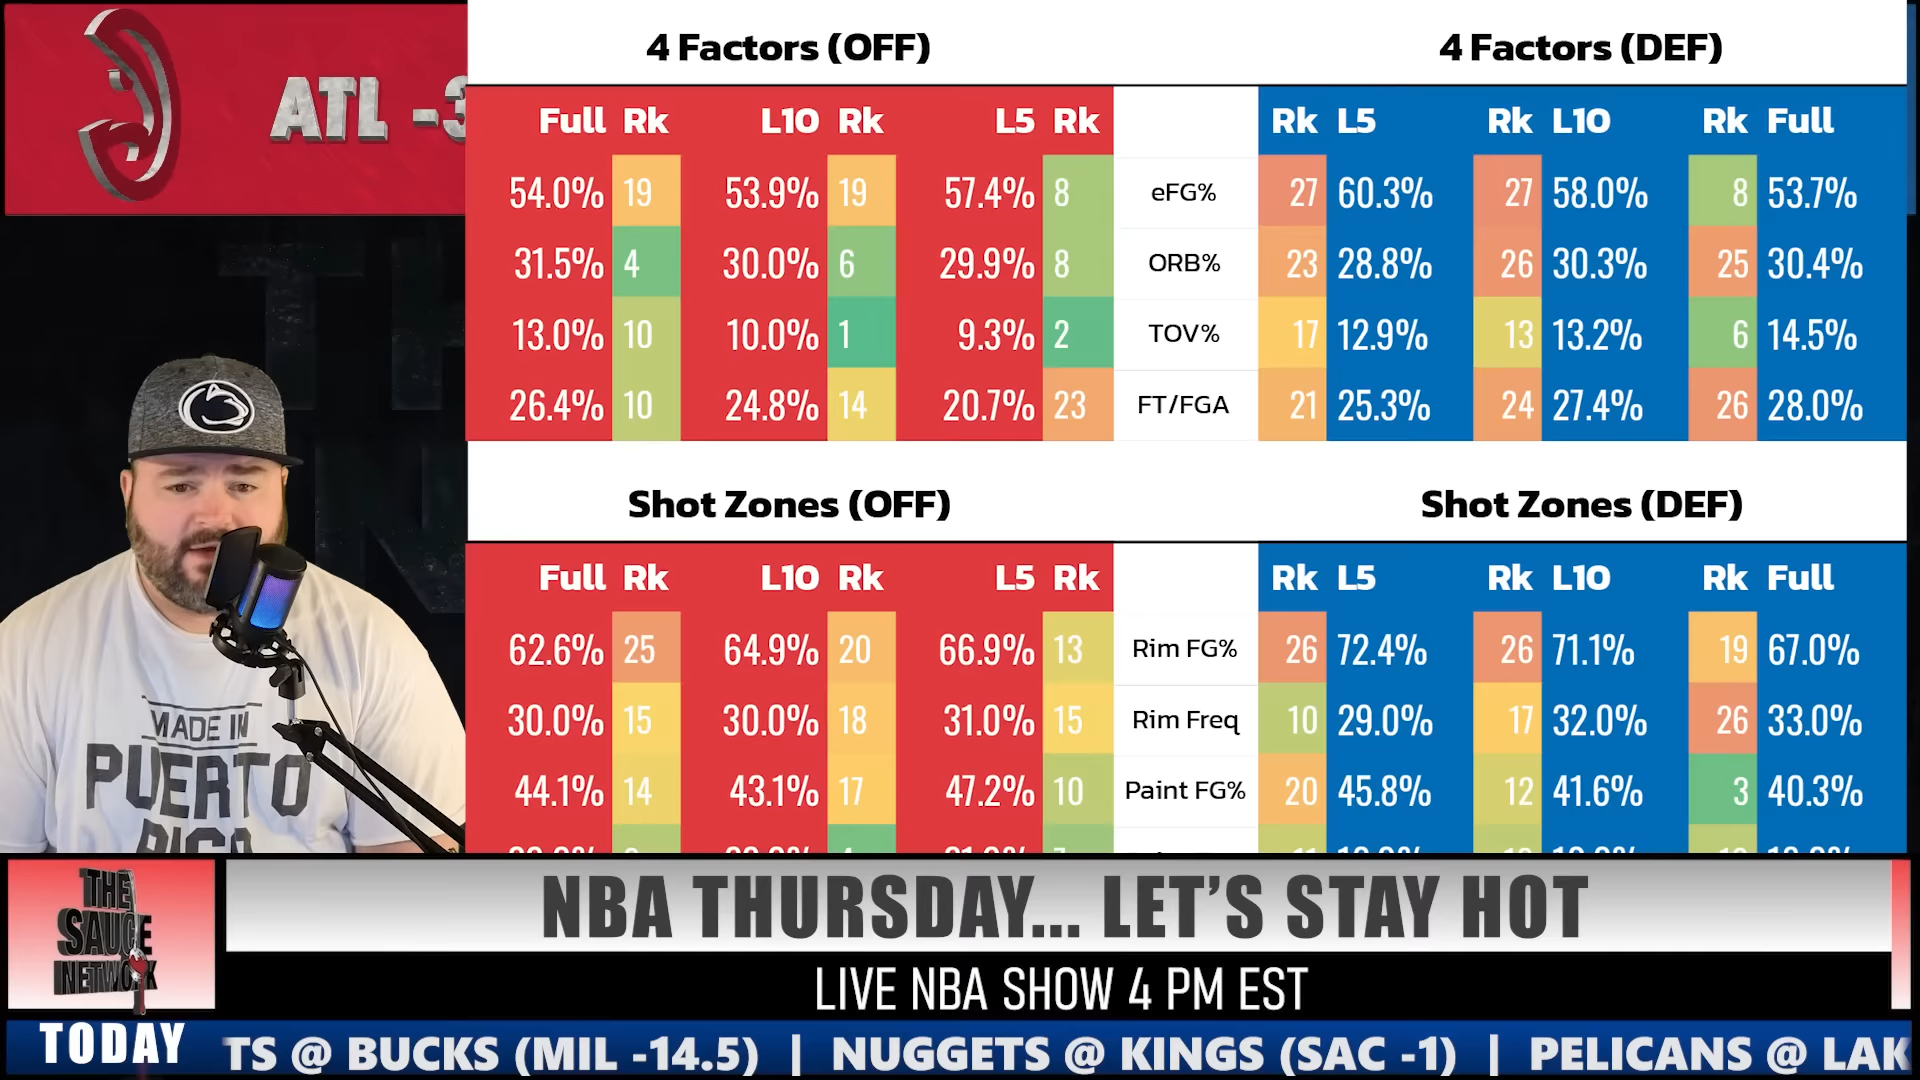 ATL -3
4 Factors (OFF)
4 Factors (DEF)
Full Rk L10 Rk L5 Rk Rk L5 Rk L10 Rk Full
54.0% 19 53.9% 19 57.4% 8 eFG% 27 60.3% 27 58.0% 8 53.7%
31.5% 4 30.0% 6 29.9% 8 ORB% 23 28.8% 26 30.3% 25 30.4%
13.0% 10 10.0% 1 9.3% 2 TOV% 17 12.9% 13 13.2% 6 14.5%
26.4% 10 24.8% 14 20.7% 23 FT/FGA 21 25.3% 24 27.4% 26 28.0%
Shot Zones (OFF)
Shot Zones (DEF)
Full Rk L10 Rk L5 Rk Rk L5 Rk L10 Rk Full
62.6% 25 64.9% 20 66.9% 13 Rim FG% 26 72.4% 26 71.1% 19 67.0%
30.0% 15 30.0% 18 31.0% 15 Rim Freq 10 29.0% 17 32.0% 26 33.0%
44.1% 14 43.1% 17 47.2% 10 Paint FG% 20 45.8% 12 41.6% 3 40.3%
MADE IN
PUERTO
RICO
THE
SAUCE
NETWORK
NBA THURSDAY... LET'S STAY HOT
LIVE NBA SHOW 4 PM EST
TODAY
TS @ BUCKS (MIL -14.5) | NUGGETS @ KINGS (SAC -1) | PELICANS @ LAK